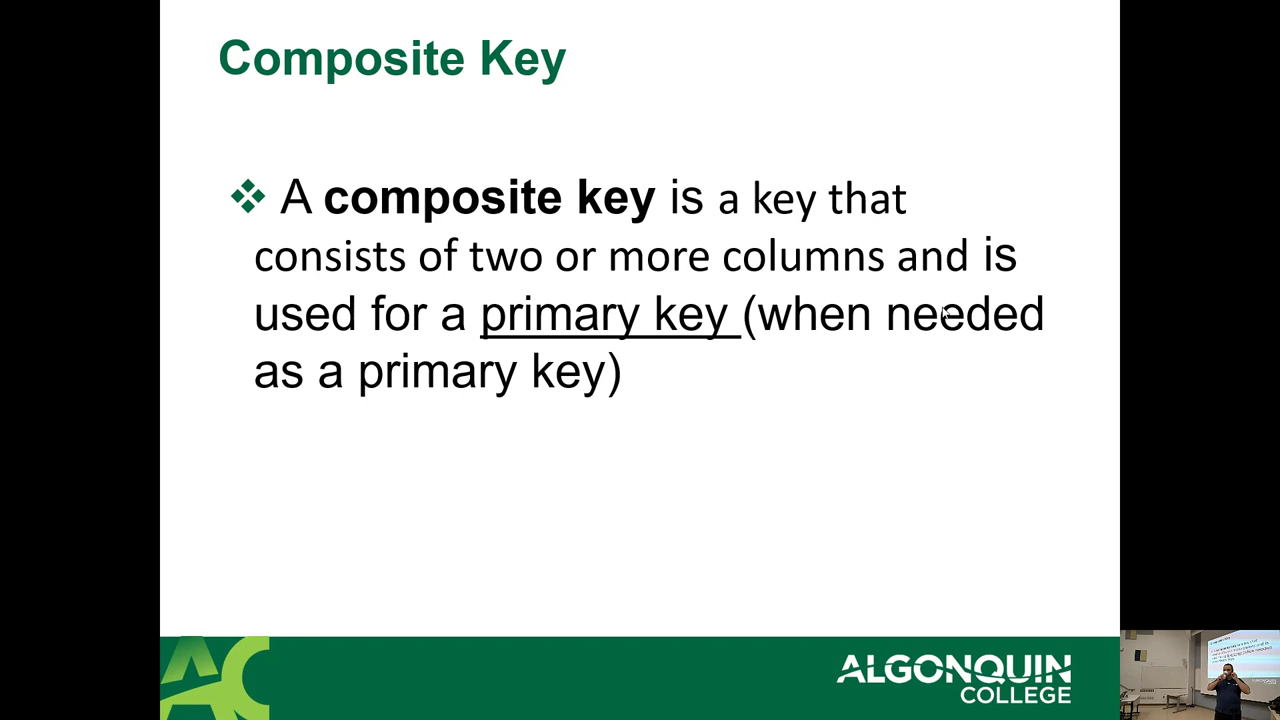 Composite Key
❖ A composite key is a key that
consists of two or more columns and is
used for a primary key (when needed
as a primary key)
AC
ALGONQUIN
COLLEGE